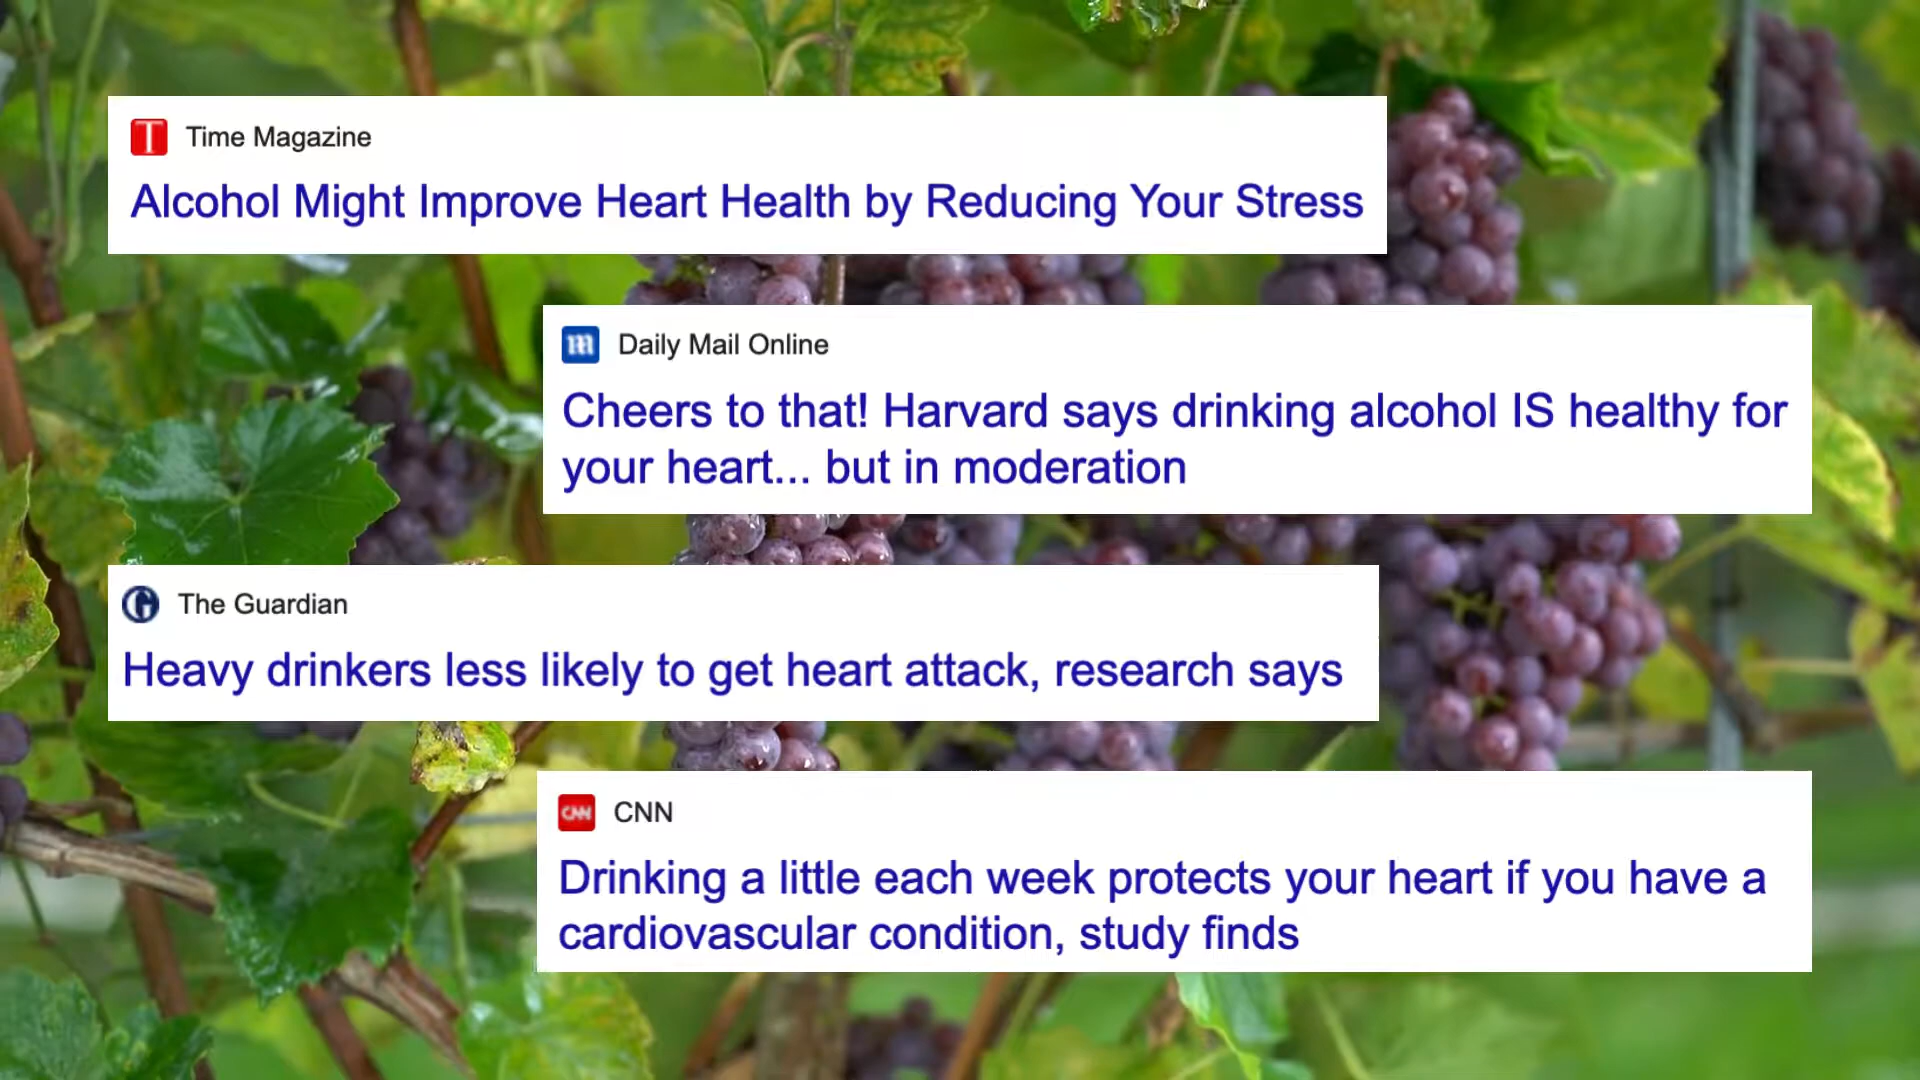 Time Magazine
Alcohol Might Improve Heart Health by Reducing Your Stress
Daily Mail Online
Cheers to that! Harvard says drinking alcohol IS healthy for
your heart... but in moderation
The Guardian
Heavy drinkers less likely to get heart attack, research says
CNN
CNN
Drinking a little each week protects your heart if you have a
cardiovascular condition, study finds